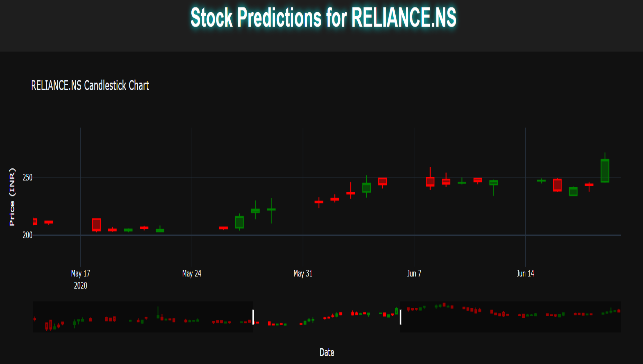 Stock Predictions for RELIANCE.NS
RELIANCE.NS Candlestick Chart
Price (INR)
250
200
May 17
2020
May 24
May 31
Jun 7
Jun 14
Date